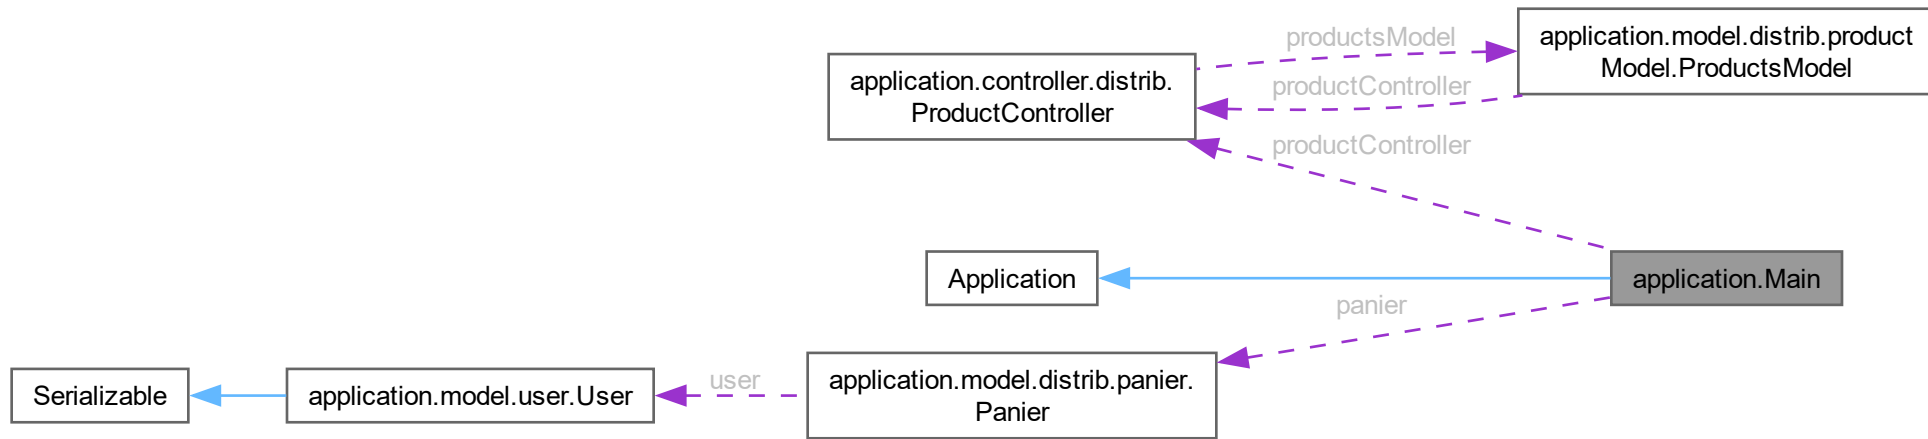 productsModel
application.model.distrib.product
Model.ProductsModel
application.controller.distrib.
ProductController
productController
productController
Application
application.Main
panier
Serializable
application.model.user.User
user
application.model.distrib.panier.
Panier